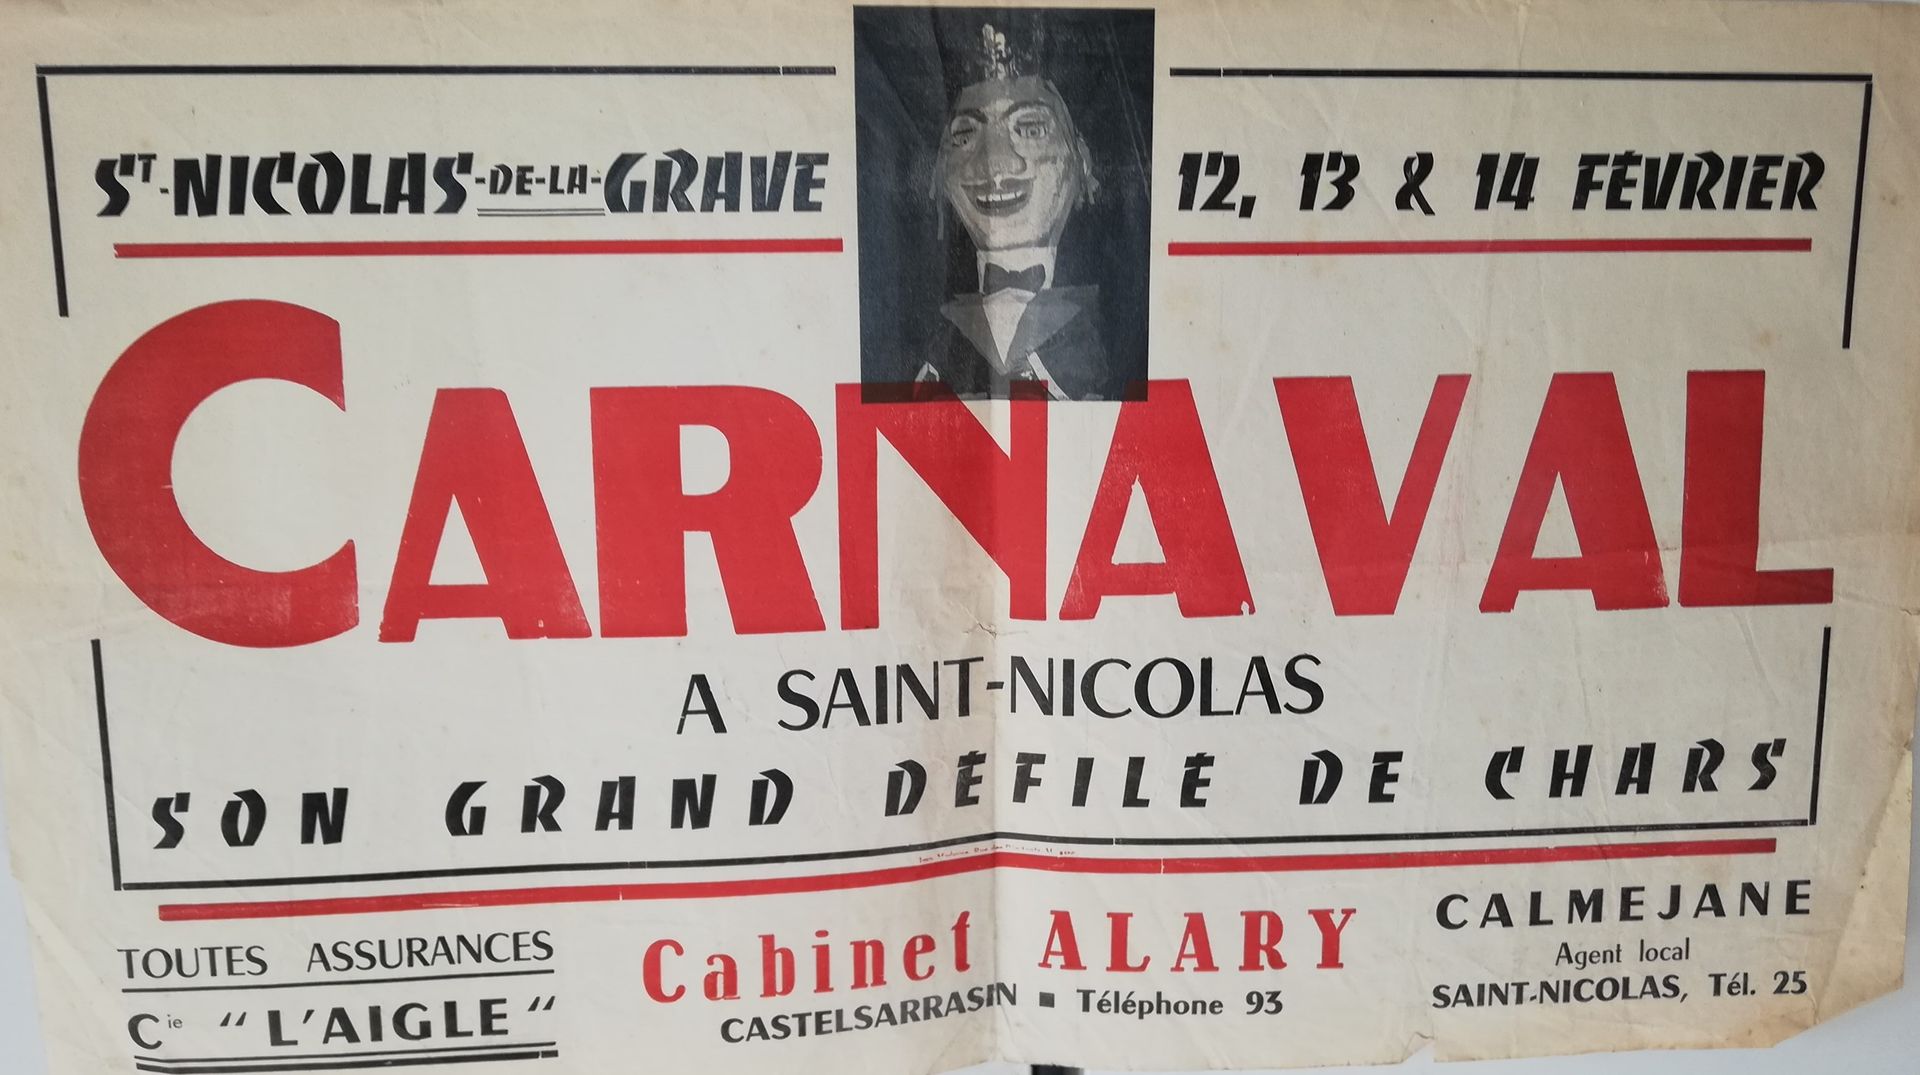 ST-NICOLAS-DE-LA-GRAVE
12, 13 & 14 FÉVRIER
CARNAVAL
A SAINT-NICOLAS
SON GRAND DÉFILÉ DE CHARS
TOUTES ASSURANCES
Cie “L'AIGLE“
Cabinet ALARY
CASTELSARRASIN ■ Téléphone 93
CALMEJANE
Agent local
SAINT-NICOLAS, Tél. 25